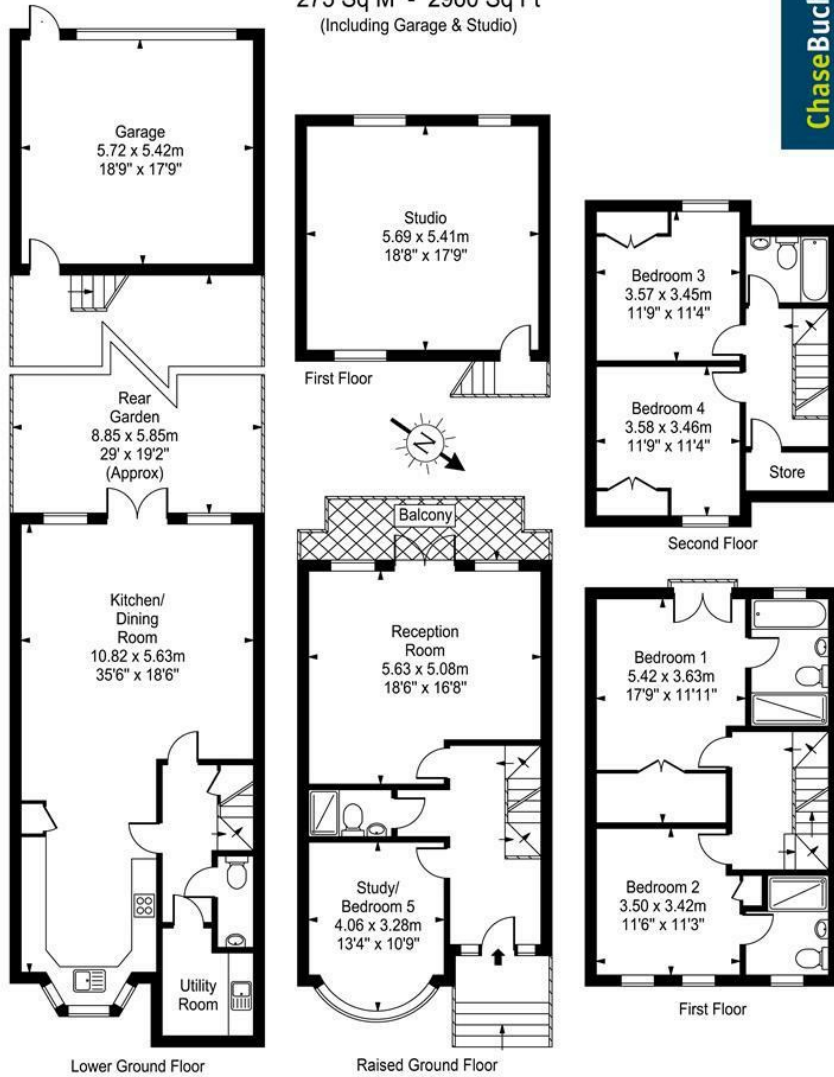 275 Sq M - 2960 Sq Ft
(Including Garage & Studio)
ChaseBuch
Garage
5.72 x 5.42m
18'9" x 17'9"
Studio
5.69 x 5.41m
18'8" x 17'9"
First Floor
Bedroom 3
3.57 x 3.45m
11'9" x 11'4"
Bedroom 4
3.58 x 3.46m
11'9" x 11'4"
Store
Second Floor
Rear
Garden
8.85 x 5.85m
29' x 19'2"
(Approx)
N
Balcony
Kitchen/
Dining
Room
10.82 x 5.63m
35'6" x 18'6"
Utility
Room
Lower Ground Floor
Reception
Room
5.63 x 5.08m
18'6" x 16'8"
Study/
Bedroom 5
4.06 x 3.28m
13'4" x 10'9"
Raised Ground Floor
Bedroom 1
5.42 x 3.63m
17'9" x 11'11"
Bedroom 2
3.50 x 3.42m
11'6" x 11'3"
First Floor